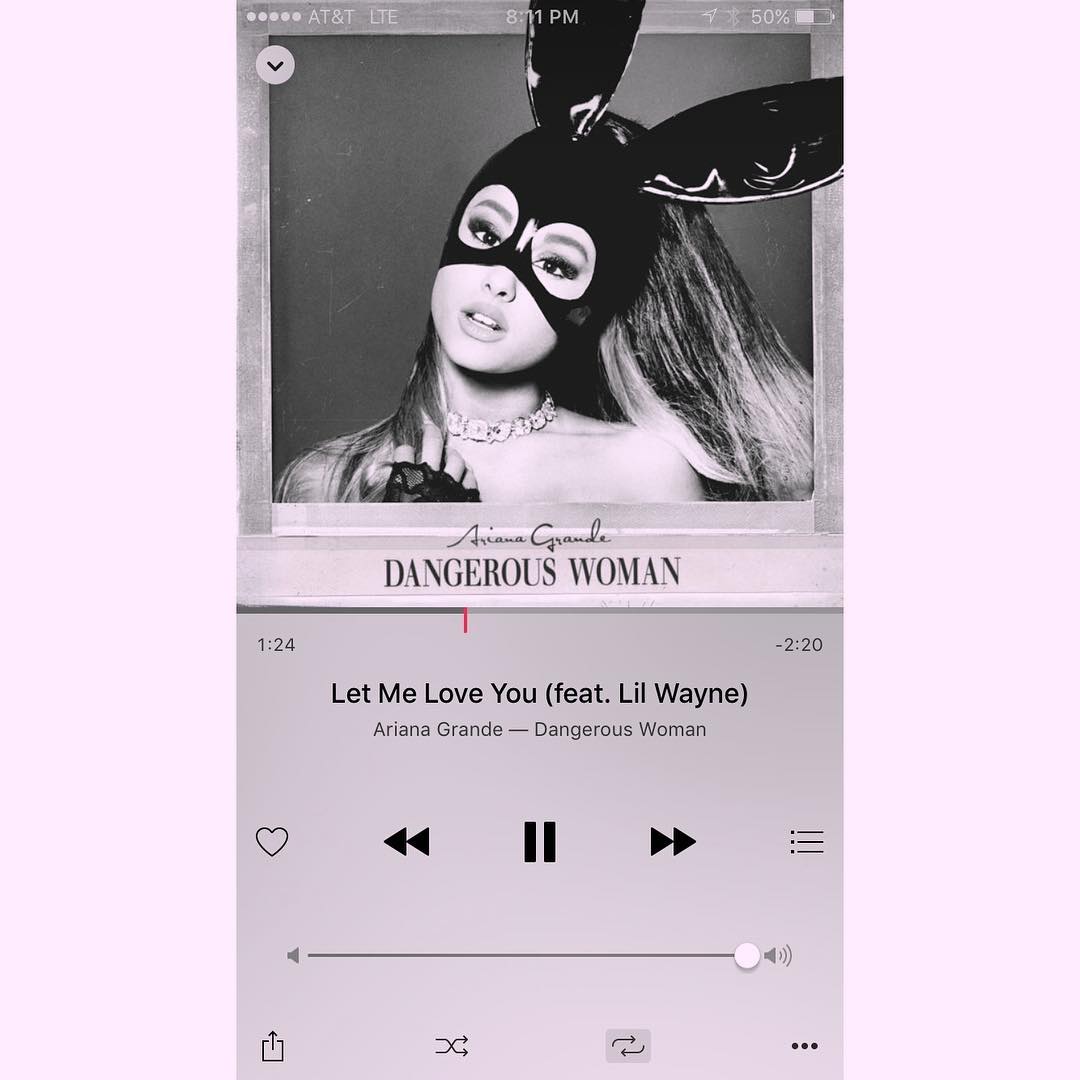 AT&T LTE 8:11 PM 50%
Ariana Grande
DANGEROUS WOMAN
1:24 -2:20
Let Me Love You (feat. Lil Wayne)
Ariana Grande — Dangerous Woman